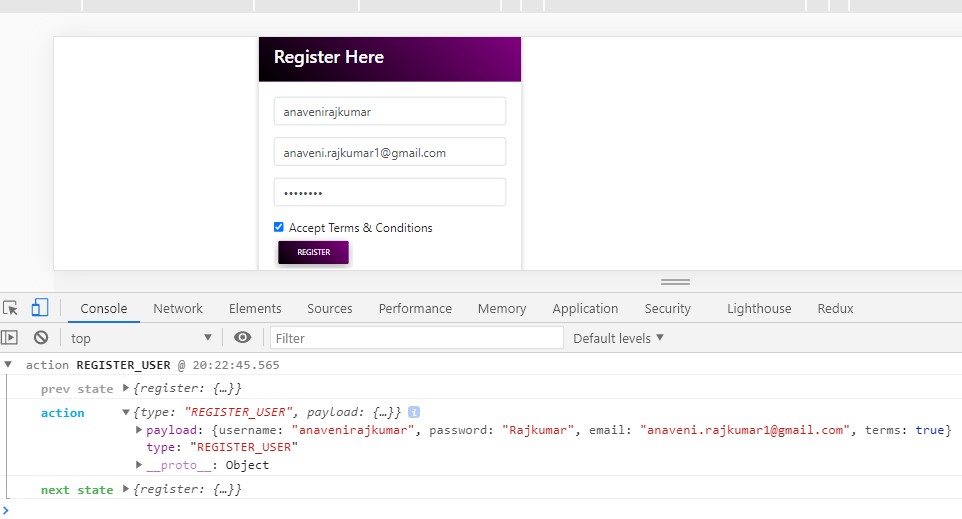 Register Here
anavenirajkumar
anaveni.rajkumar1@gmail.com
••••••••
Accept Terms & Conditions
REGISTER
Console Network Elements Sources Performance Memory Application Security Lighthouse Redux
top Filter Default levels
action REGISTER_USER @ 20:22:45.565
prev state {register: {…}}
action {type: "REGISTER_USER", payload: {…}} i
payload: {username: "anavenirajkumar", password: "Rajkumar", email: "anaveni.rajkumar1@gmail.com", terms: true}
type: "REGISTER_USER"
__proto__: Object
next state {register: {…}}